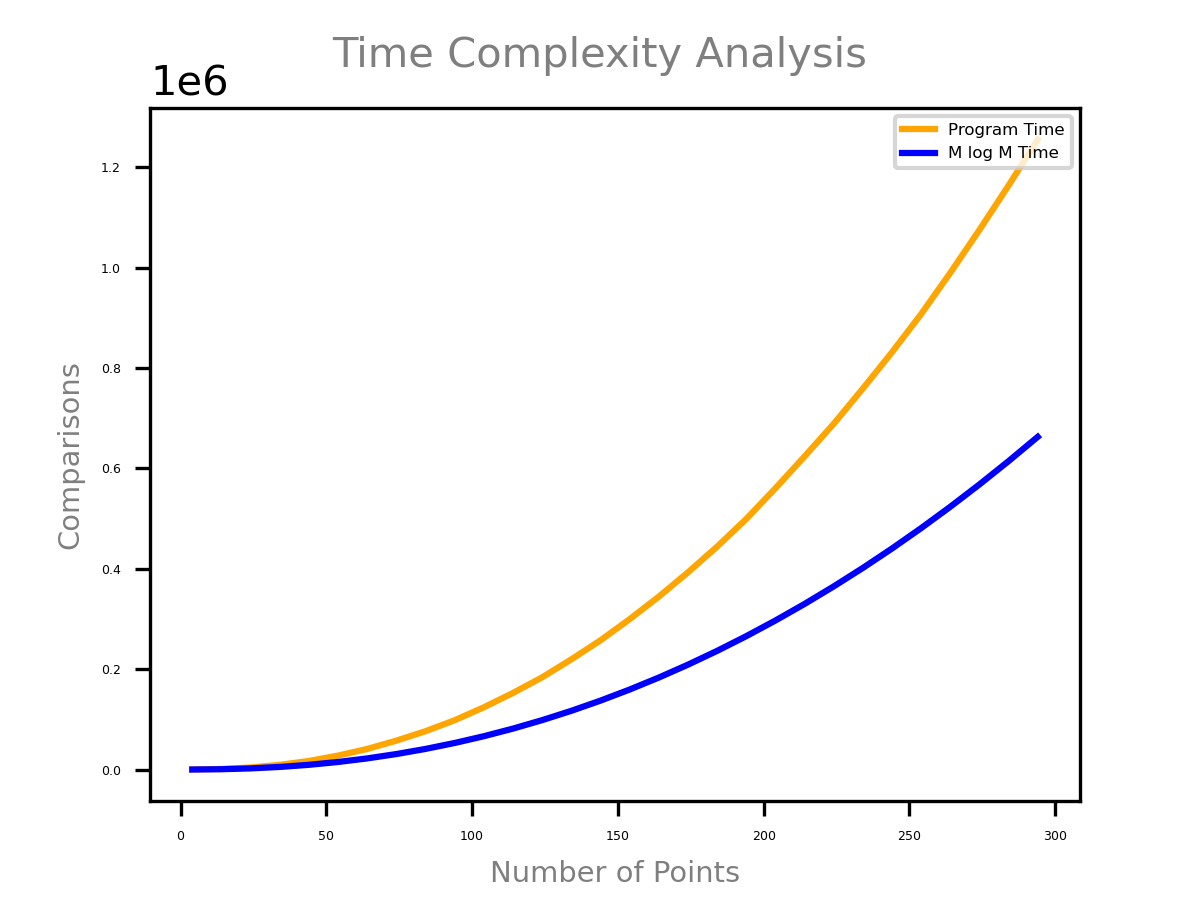 Time Complexity Analysis
1e6
Program Time
M log M Time
1.2
1.0
0.8
0.6
0.4
0.2
0.0
Comparisons
0 50 100 150 200 250 300
Number of Points